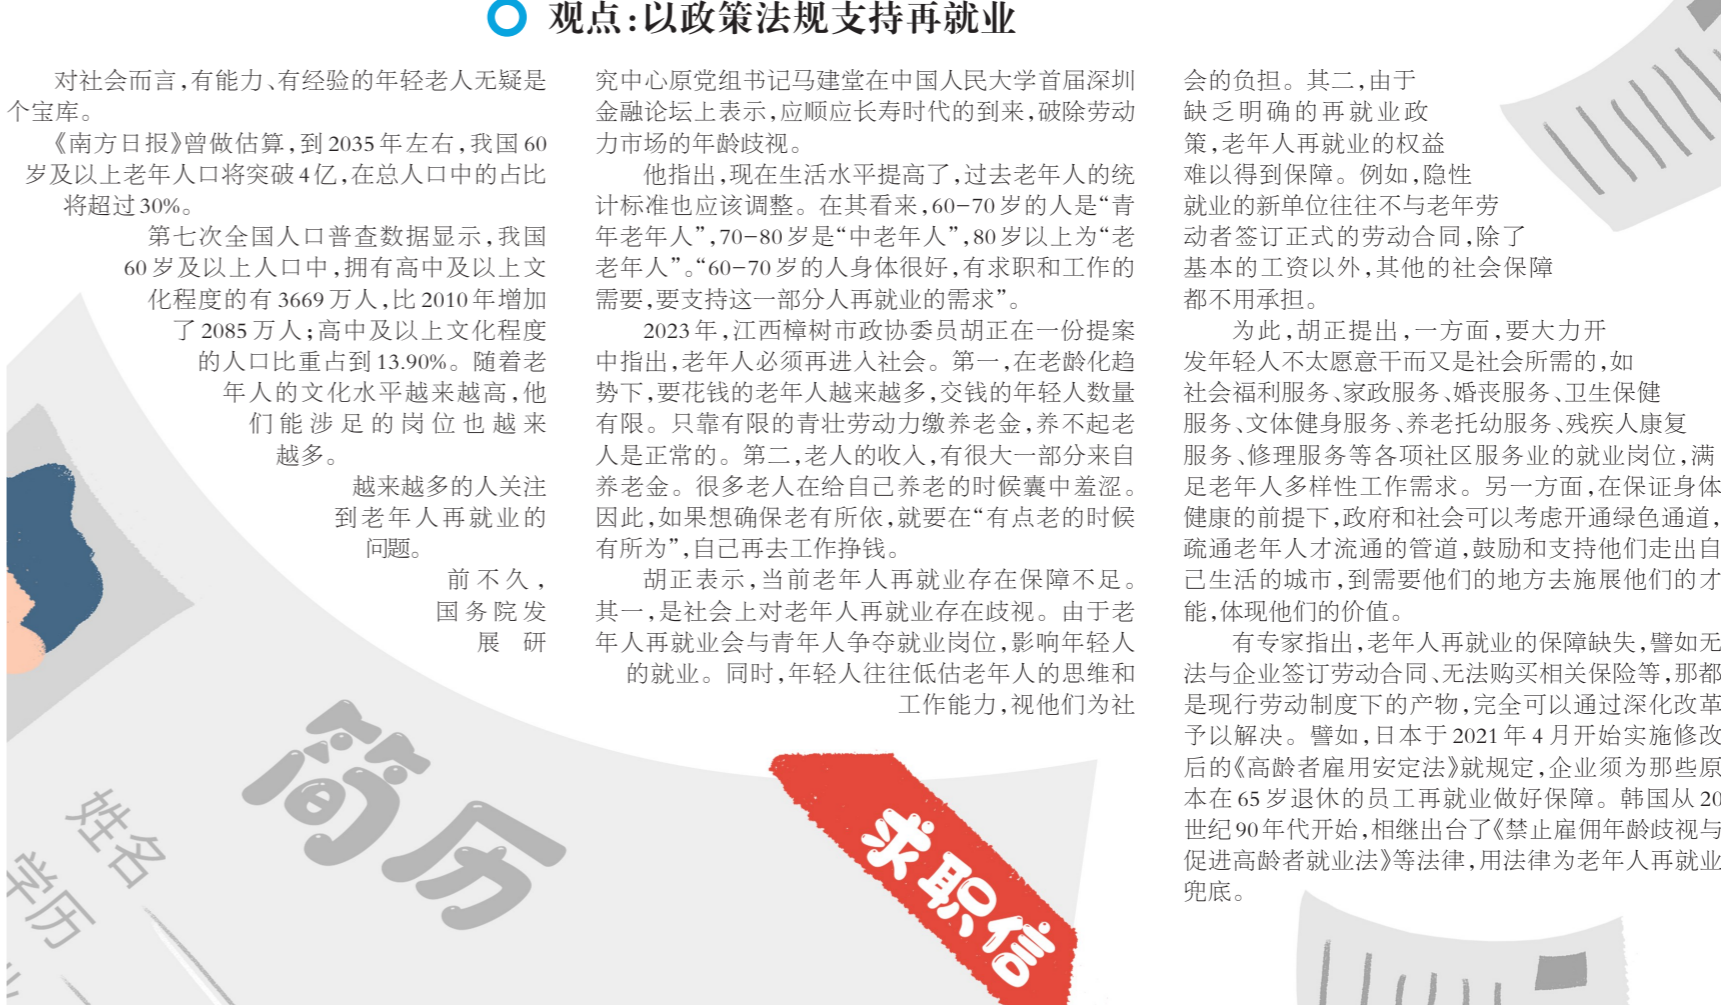 观点:以政策法规支持再就业
对社会而言,有能力、有经验的年轻老人无疑是
个宝库。
《南方日报》曾做估算,到2035年左右,我国60
岁及以上老年人口将突破4亿,在总人口中的占比
将超过30%。
第七次全国人口普查数据显示,我国
60岁及以上人口中,拥有高中及以上文
化程度的有3669万人,比2010年增加
了2085万人;高中及以上文化程度
的人口比重占到13.90%。随着老
年人的文化水平越来越高,他
们能涉足的岗位也越来
越多。
越来越多的人关注
到老年人再就业的
问题。
前不久,
国务院发
展研
究中心原党组书记马建堂在中国人民大学首届深圳
金融论坛上表示,应顺应长寿时代的到来,破除劳动
力市场的年龄歧视。
他指出,现在生活水平提高了,过去老年人的统
计标准也应该调整。在其看来,60-70岁的人是“青
年老年人”,70-80岁是“中老年人”,80岁以上为“老
老年人”。“60-70岁的人身体很好,有求职和工作的
需要,要支持这一部分人再就业的需求”。
2023年,江西樟树市政协委员胡正在一份提案
中指出,老年人必须再进入社会。第一,在老龄化趋
势下,要花钱的老年人越来越多,交钱的年轻人数量
有限。只靠有限的青壮劳动力缴养老金,养不起老
人是正常的。第二,老人的收入,有很大一部分来自
养老金。很多老人在给自己养老的时候囊中羞涩。
因此,如果想确保老有所依,就要在“有点老的时候
有所为”,自己再去工作挣钱。
胡正表示,当前老年人再就业存在保障不足。
其一,是社会上对老年人再就业存在歧视。由于老
年人再就业会与青年人争夺就业岗位,影响年轻人
的就业。同时,年轻人往往低估老年人的思维和
工作能力,视他们为社
会的负担。其二,由于
缺乏明确的再就业政
策,老年人再就业的权益
难以得到保障。例如,隐性
就业的新单位往往不与老年劳
动者签订正式的劳动合同,除了
基本的工资以外,其他的社会保障
都不用承担。
为此,胡正提出,一方面,要大力开
发年轻人不太愿意干而又是社会所需的,如
社会福利服务、家政服务、婚丧服务、卫生保健
服务、文体健身服务、养老托幼服务、残疾人康复
服务、修理服务等各项社区服务业的就业岗位,满
足老年人多样性工作需求。另一方面,在保证身体
健康的前提下,政府和社会可以考虑开通绿色通道,
疏通老年人才流通的管道,鼓励和支持他们走出自
己生活的城市,到需要他们的地方去施展他们的才
能,体现他们的价值。
有专家指出,老年人再就业的保障缺失,譬如无
法与企业签订劳动合同、无法购买相关保险等,那都
是现行劳动制度下的产物,完全可以通过深化改革
予以解决。譬如,日本于2021年4月开始实施修改
后的《高龄者雇用安定法》就规定,企业须为那些原
本在65岁退休的员工再就业做好保障。韩国从20
世纪90年代开始,相继出台了《禁止雇佣年龄歧视与
促进高龄者就业法》等法律,用法律为老年人再就业
兜底。
简历
姓名
学历
求职信